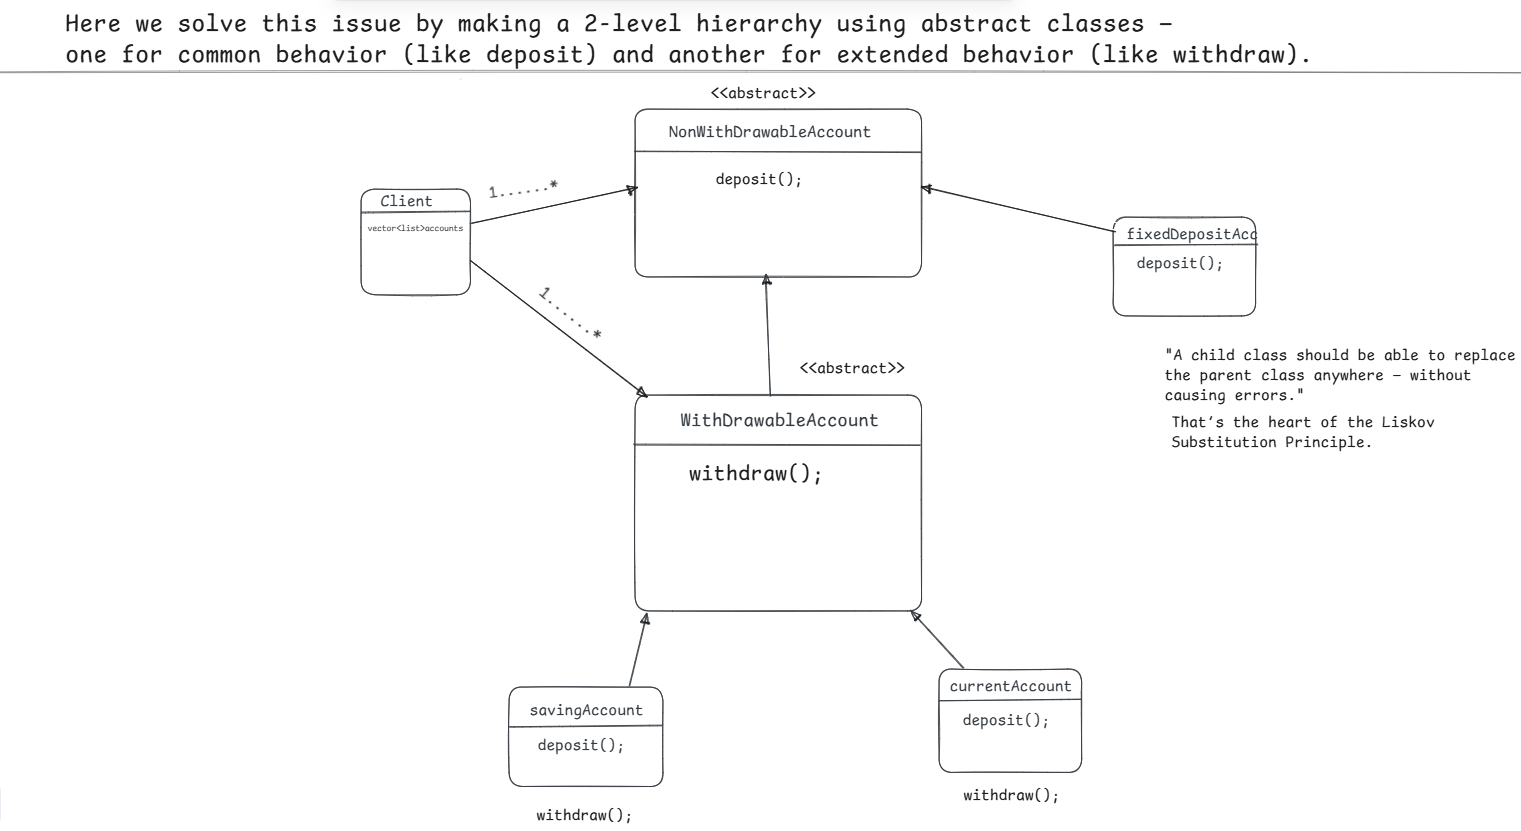 Here we solve this issue by making a 2-level hierarchy using abstract classes —
one for common behavior (like deposit) and another for extended behavior (like withdraw).
<<abstract>>
NonWithDrawableAccount
deposit();
1......*
Client
vector<list>accounts
fixedDepositAcc
deposit();
1......*
"A child class should be able to replace
the parent class anywhere — without
causing errors."
That's the heart of the Liskov
Substitution Principle.
<<abstract>>
WithDrawableAccount
withdraw();
savingAccount
deposit();
withdraw();
currentAccount
deposit();
withdraw();